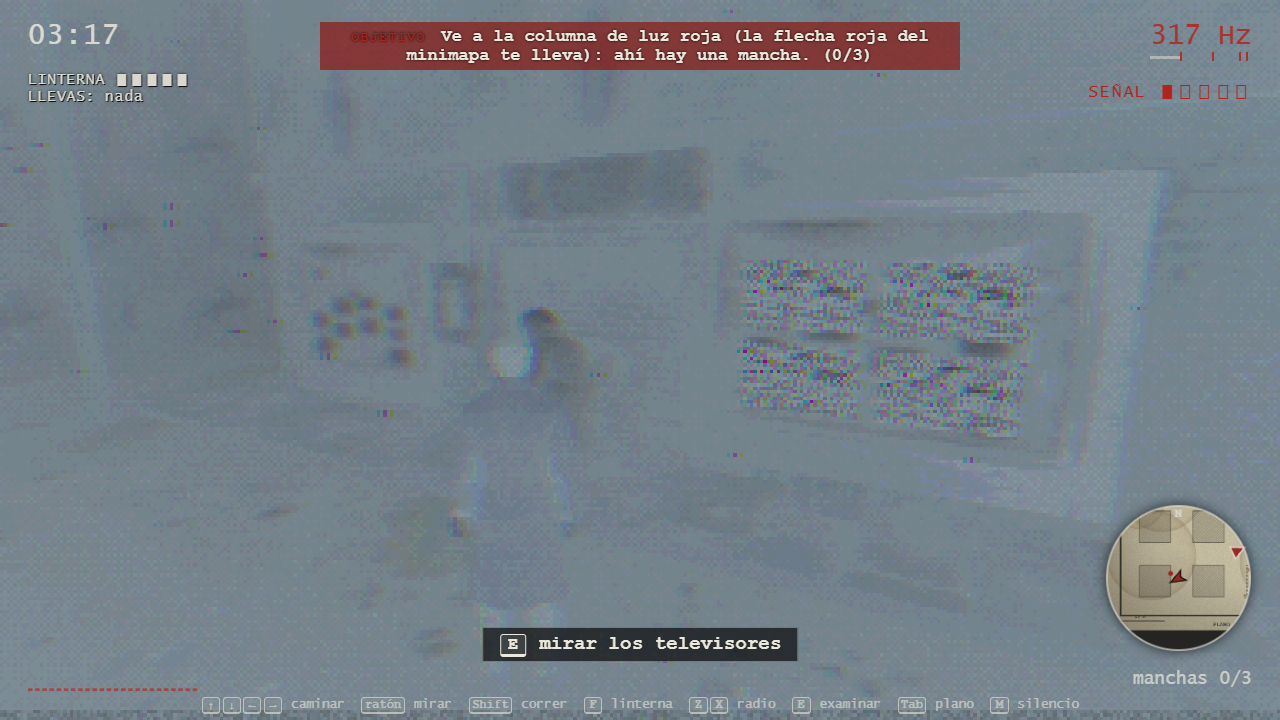 03:17
OBJETIVO Ve a la columna de luz roja (la flecha roja del
minimapa te lleva): ahí hay una mancha. (0/3)
317 Hz
LINTERNA
LLEVAS: nada
SEÑAL
E mirar los televisores
manchas 0/3
↑ ↓ ← → caminar ratón mirar Shift correr F linterna Z X radio E examinar Tab plano M silencio